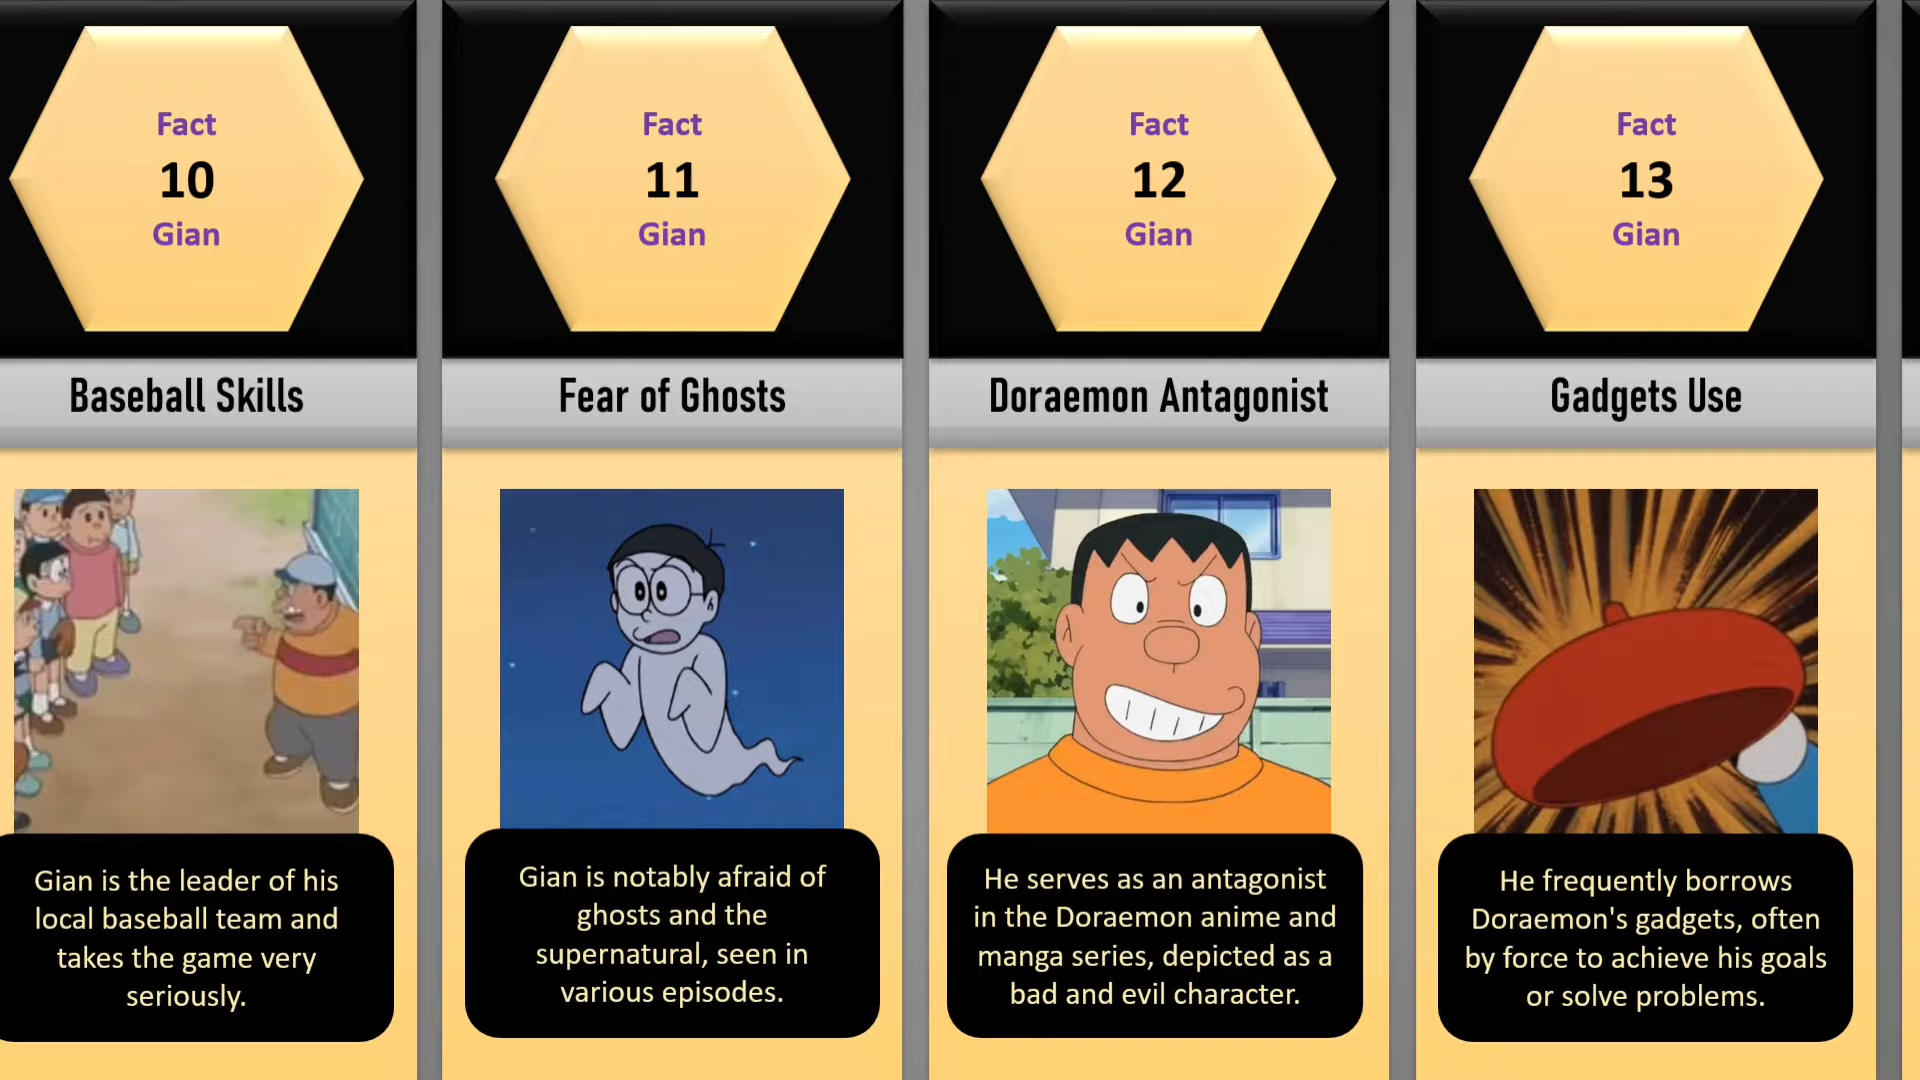 Fact
10
Gian
Baseball Skills
Gian is the leader of his
local baseball team and
takes the game very
seriously.
Fact
11
Gian
Fear of Ghosts
Gian is notably afraid of
ghosts and the
supernatural, seen in
various episodes.
Fact
12
Gian
Doraemon Antagonist
He serves as an antagonist
in the Doraemon anime and
manga series, depicted as a
bad and evil character.
Fact
13
Gian
Gadgets Use
He frequently borrows
Doraemon's gadgets, often
by force to achieve his goals
or solve problems.